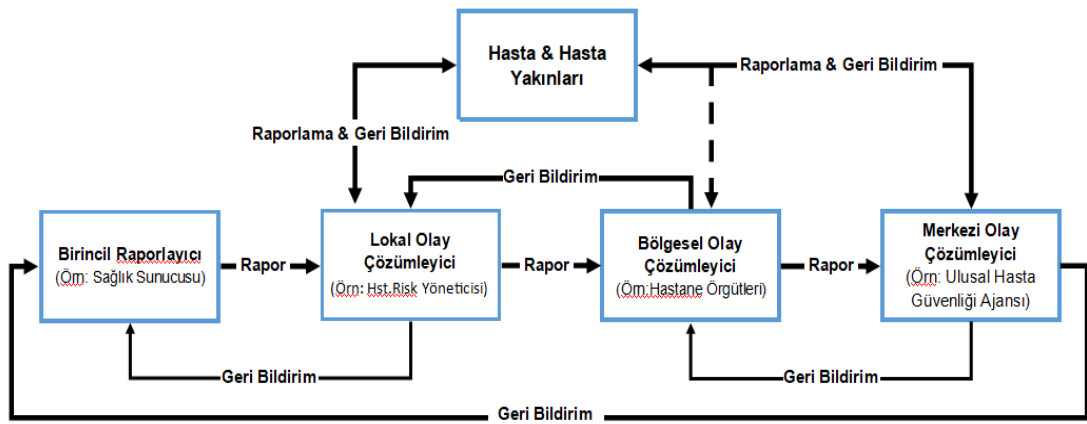 Hasta & Hasta
Yakınları
Raporlama & Geri Bildirim
Raporlama & Geri Bildirim
Geri Bildirim
Birincil Raporlayıcı
(Örn: Sağlık Sunucusu)
Rapor
Lokal Olay
Çözümleyici
(Örn: Hst.Risk Yöneticisi)
Rapor
Bölgesel Olay
Çözümleyici
(Örn:Hastane Örgütleri)
Rapor
Merkezi Olay
Çözümleyici
(Örn: Ulusal Hasta
Güvenliği Ajansı)
Geri Bildirim
Geri Bildirim
Geri Bildirim